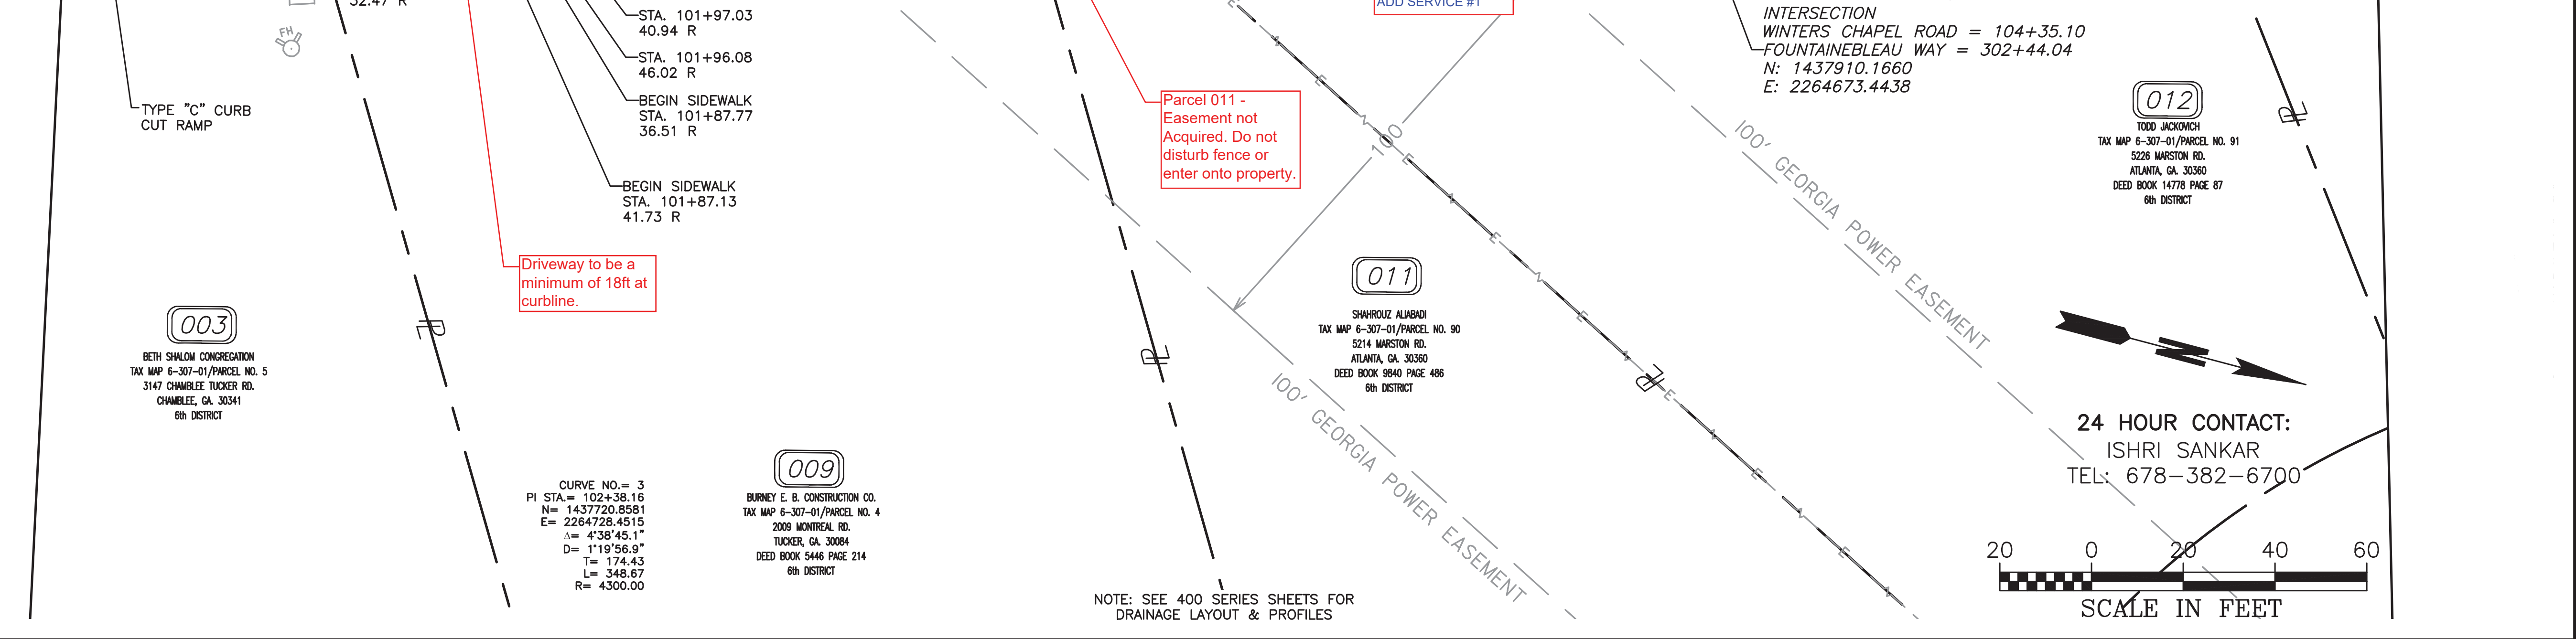 52.47 R
FH
TYPE "C" CURB
CUT RAMP
STA. 101+97.03
40.94 R
STA. 101+96.08
46.02 R
BEGIN SIDEWALK
STA. 101+87.77
36.51 R
BEGIN SIDEWALK
STA. 101+87.13
41.73 R
Driveway to be a
minimum of 18ft at
curbline.
ADD SERVICE #1
Parcel 011 -
Easement not
Acquired. Do not
disturb fence or
enter onto property.
100
INTERSECTION
WINTERS CHAPEL ROAD = 104+35.10
FOUNTAINEBLEAU WAY = 302+44.04
N: 1437910.1660
E: 2264673.4438
012
TODD JACKOVICH
TAX MAP 6-307-01/PARCEL NO. 91
5226 MARSTON RD.
ATLANTA, GA. 30360
DEED BOOK 14778 PAGE 87
6th DISTRICT
PL
100' GEORGIA POWER EASEMENT
003
BETH SHALOM CONGREGATION
TAX MAP 6-307-01/PARCEL NO. 5
3147 CHAMBLEE TUCKER RD.
CHAMBLEE, GA. 30341
6th DISTRICT
PL
CURVE NO.= 3
PI STA.= 102+38.16
N= 1437720.8581
E= 2264728.4515
Δ= 4°38'45.1"
D= 1°19'56.9"
T= 174.43
L= 348.67
R= 4300.00
009
BURNEY E. B. CONSTRUCTION CO.
TAX MAP 6-307-01/PARCEL NO. 4
2009 MONTREAL RD.
TUCKER, GA. 30084
DEED BOOK 5446 PAGE 214
6th DISTRICT
PL
011
SHAHROUZ ALIABADI
TAX MAP 6-307-01/PARCEL NO. 90
5214 MARSTON RD.
ATLANTA, GA. 30360
DEED BOOK 9840 PAGE 486
6th DISTRICT
PL
E
E
E
E
E
E
E
E
100' GEORGIA POWER EASEMENT
NOTE: SEE 400 SERIES SHEETS FOR
DRAINAGE LAYOUT & PROFILES
N
24 HOUR CONTACT:
ISHRI SANKAR
TEL: 678-382-6700
20 0 20 40 60
SCALE IN FEET